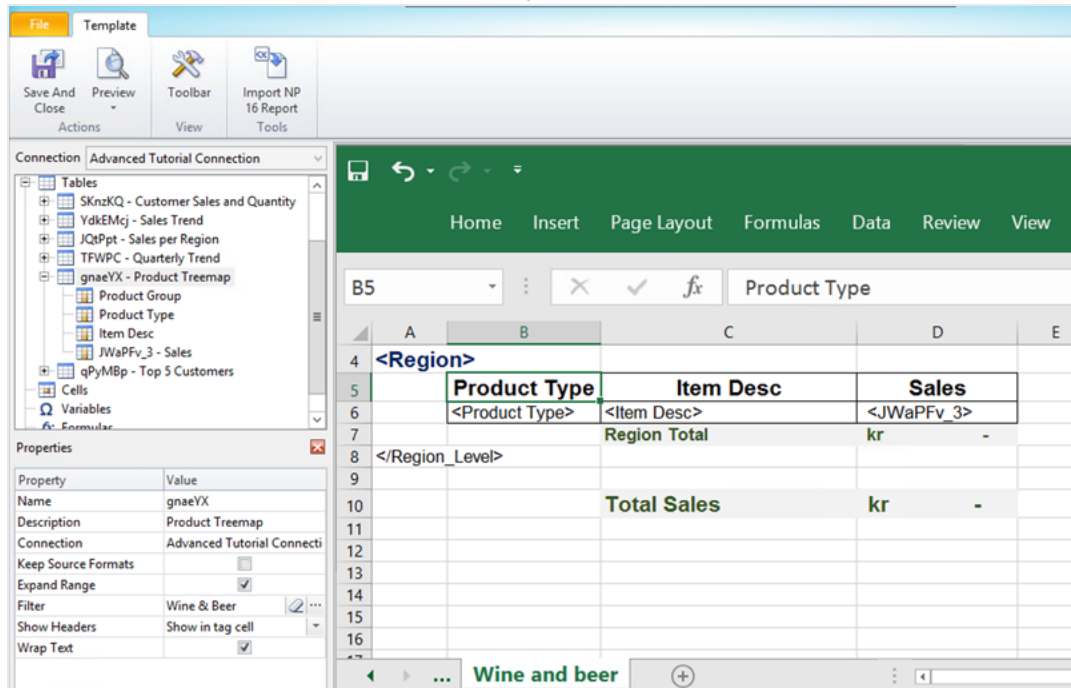 File Template
Save And Close
Preview
Toolbar
Import NP 16 Report
Actions View Tools
Connection Advanced Tutorial Connection
Tables
SKnzKQ - Customer Sales and Quantity
YdkEMcj - Sales Trend
JQtPpt - Sales per Region
TFWPC - Quarterly Trend
gnaeYX - Product Treemap
Product Group
Product Type
Item Desc
JWaPFv_3 - Sales
qPyMBp - Top 5 Customers
Cells
Variables
Formulas
Properties
Property Value
Name gnaeYX
Description Product Treemap
Connection Advanced Tutorial Connecti
Keep Source Formats
Expand Range
Filter Wine & Beer
Show Headers Show in tag cell
Wrap Text
Home Insert Page Layout Formulas Data Review View
B5 fx Product Type
A B C D E
4 <Region>
5 Product Type Item Desc Sales
6 <Product Type> <Item Desc> <JWaPFv_3>
7 Region Total kr -
8 </Region_Level>
9
10 Total Sales kr -
11
12
13
14
15
16
... Wine and beer